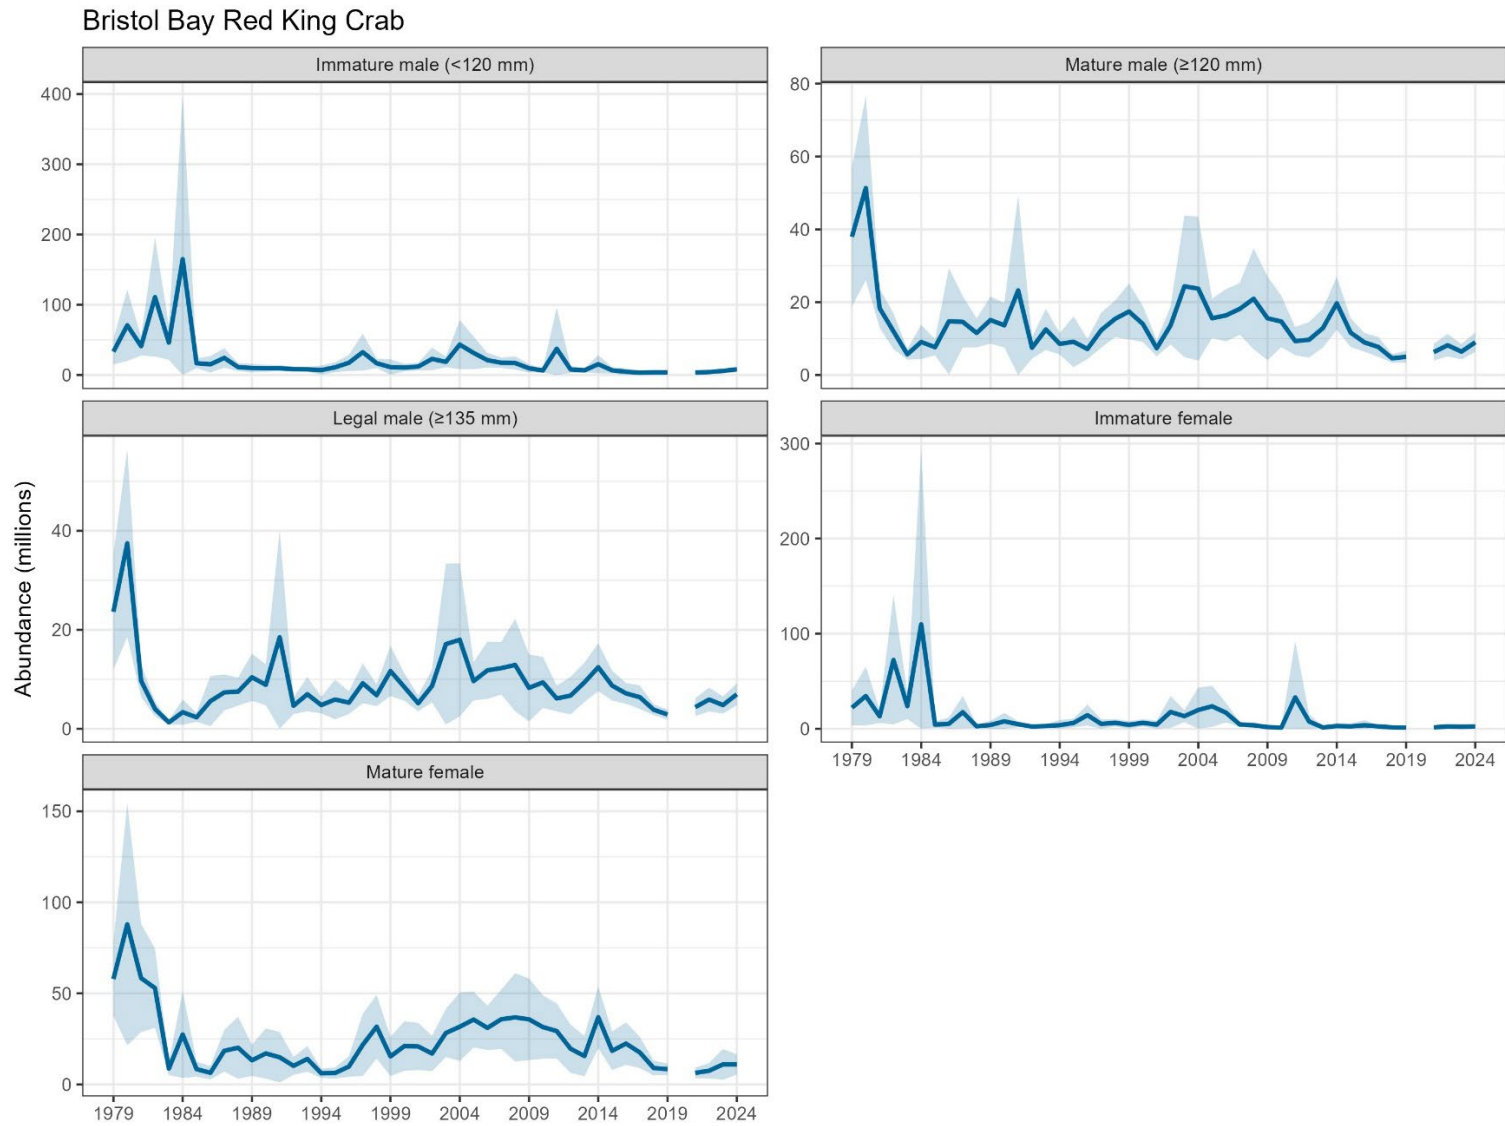 Bristol Bay Red King Crab
Immature male (<120 mm)
400
300
200
100
0
Mature male (≥120 mm)
80
60
40
20
0
Abundance (millions)
Legal male (≥135 mm)
40
20
0
Immature female
300
200
100
0
1979 1984 1989 1994 1999 2004 2009 2014 2019 2024
Mature female
150
100
50
0
1979 1984 1989 1994 1999 2004 2009 2014 2019 2024